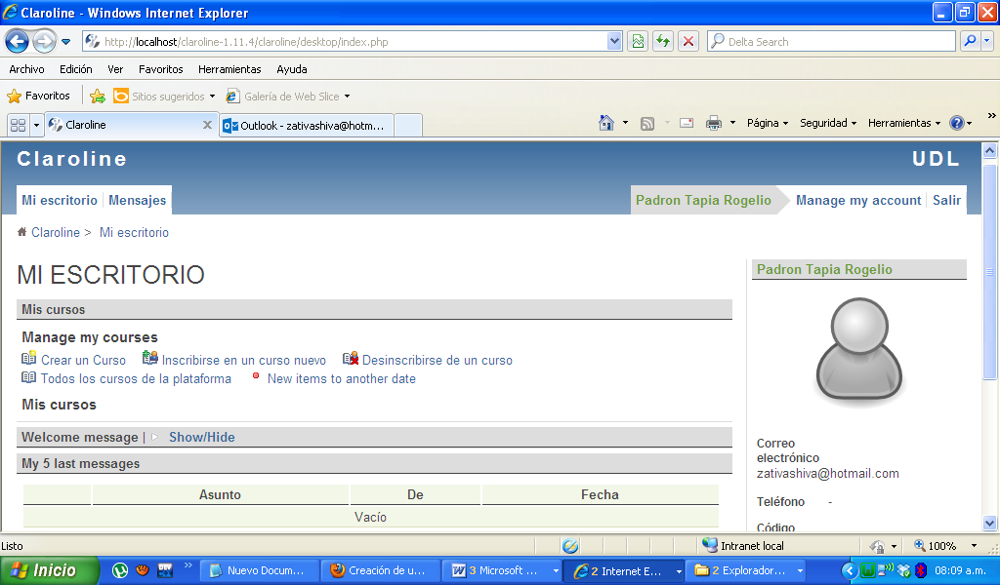 Claroline - Windows Internet Explorer
http://localhost/claroline-1.11.4/claroline/desktop/index.php
Delta Search
Archivo Edición Ver Favoritos Herramientas Ayuda
Favoritos Sitios sugeridos Galería de Web Slice
Claroline X Outlook - zativashiva@hotm... Página Seguridad Herramientas »
Claroline UDL
Mi escritorio Mensajes Padron Tapia Rogelio Manage my account Salir
Claroline > Mi escritorio
MI ESCRITORIO
Padron Tapia Rogelio
Mis cursos
Manage my courses
Crear un Curso Inscribirse en un curso nuevo Desinscribirse de un curso
Todos los cursos de la plataforma New items to another date
Mis cursos
Welcome message | Show/Hide
My 5 last messages
Asunto De Fecha
Vacío
Correo
electrónico
zativashiva@hotmail.com
Teléfono -
Código
Listo Intranet local 100%
Inicio » Nuevo Docum... Creación de u... 3 Microsoft ... 2 Internet E... 2 Explorador... 08:09 a.m.